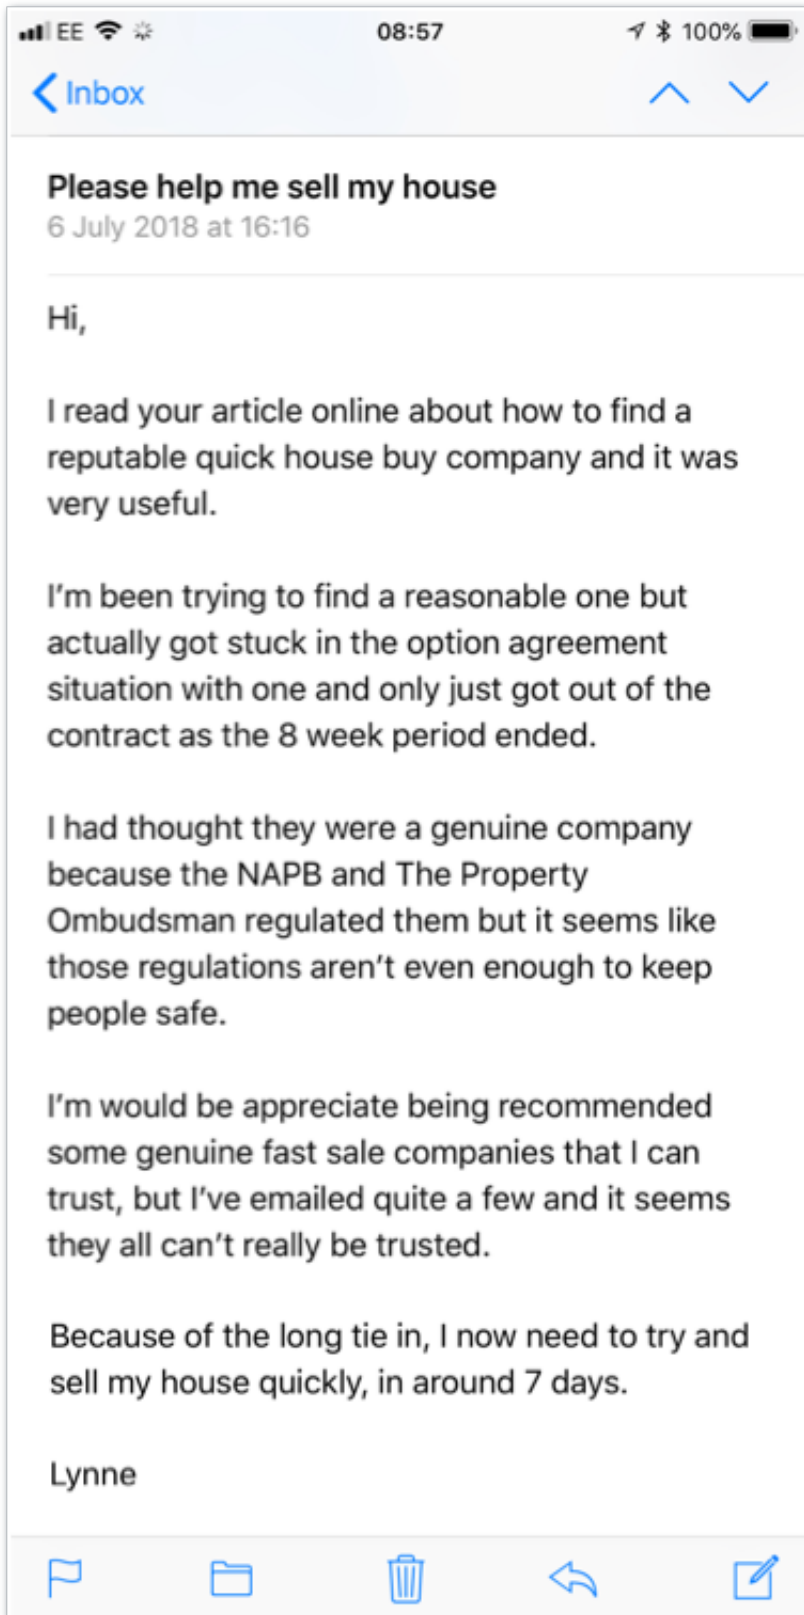 EE 08:57 100%
Inbox
Please help me sell my house
6 July 2018 at 16:16
Hi,
I read your article online about how to find a
reputable quick house buy company and it was
very useful.
I'm been trying to find a reasonable one but
actually got stuck in the option agreement
situation with one and only just got out of the
contract as the 8 week period ended.
I had thought they were a genuine company
because the NAPB and The Property
Ombudsman regulated them but it seems like
those regulations aren't even enough to keep
people safe.
I'm would be appreciate being recommended
some genuine fast sale companies that I can
trust, but I've emailed quite a few and it seems
they all can't really be trusted.
Because of the long tie in, I now need to try and
sell my house quickly, in around 7 days.
Lynne